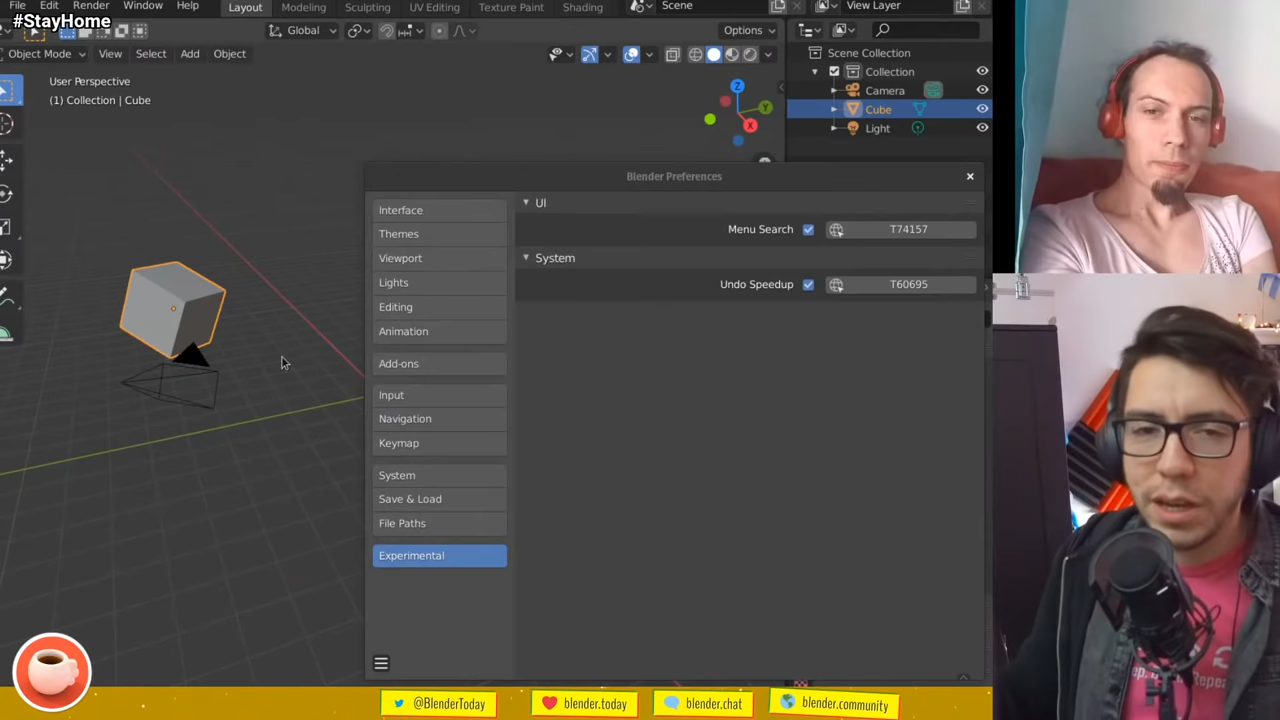 #StayHome
File Edit Render Window Help
Layout Modeling Sculpting UV Editing Texture Paint Shading
Scene
View Layer
Global
Options
Object Mode View Select Add Object
User Perspective
(1) Collection | Cube
Z
Y
X
Scene Collection
Collection
Camera
Cube
Light
Blender Preferences
Interface
Themes
Viewport
Lights
Editing
Animation
Add-ons
Input
Navigation
Keymap
System
Save & Load
File Paths
Experimental
UI
Menu Search T74157
System
Undo Speedup T60695
@BlenderToday
blender.today
blender.chat
blender.community